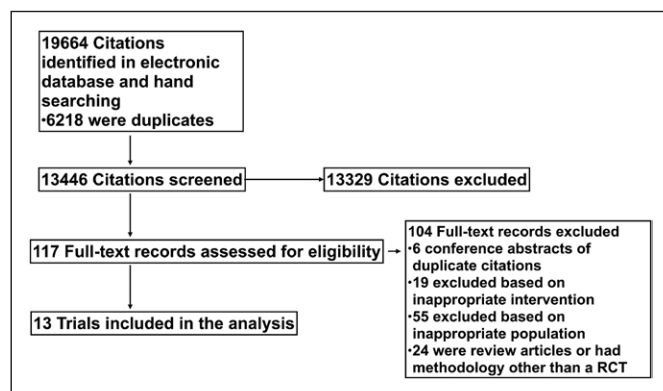 19664 Citations
identified in electronic
database and hand
searching
•6218 were duplicates
13446 Citations screened
13329 Citations excluded
117 Full-text records assessed for eligibility
104 Full-text records excluded
•6 conference abstracts of
duplicate citations
•19 excluded based on
inappropriate intervention
•55 excluded based on
inappropriate population
•24 were review articles or had
methodology other than a RCT
13 Trials included in the analysis